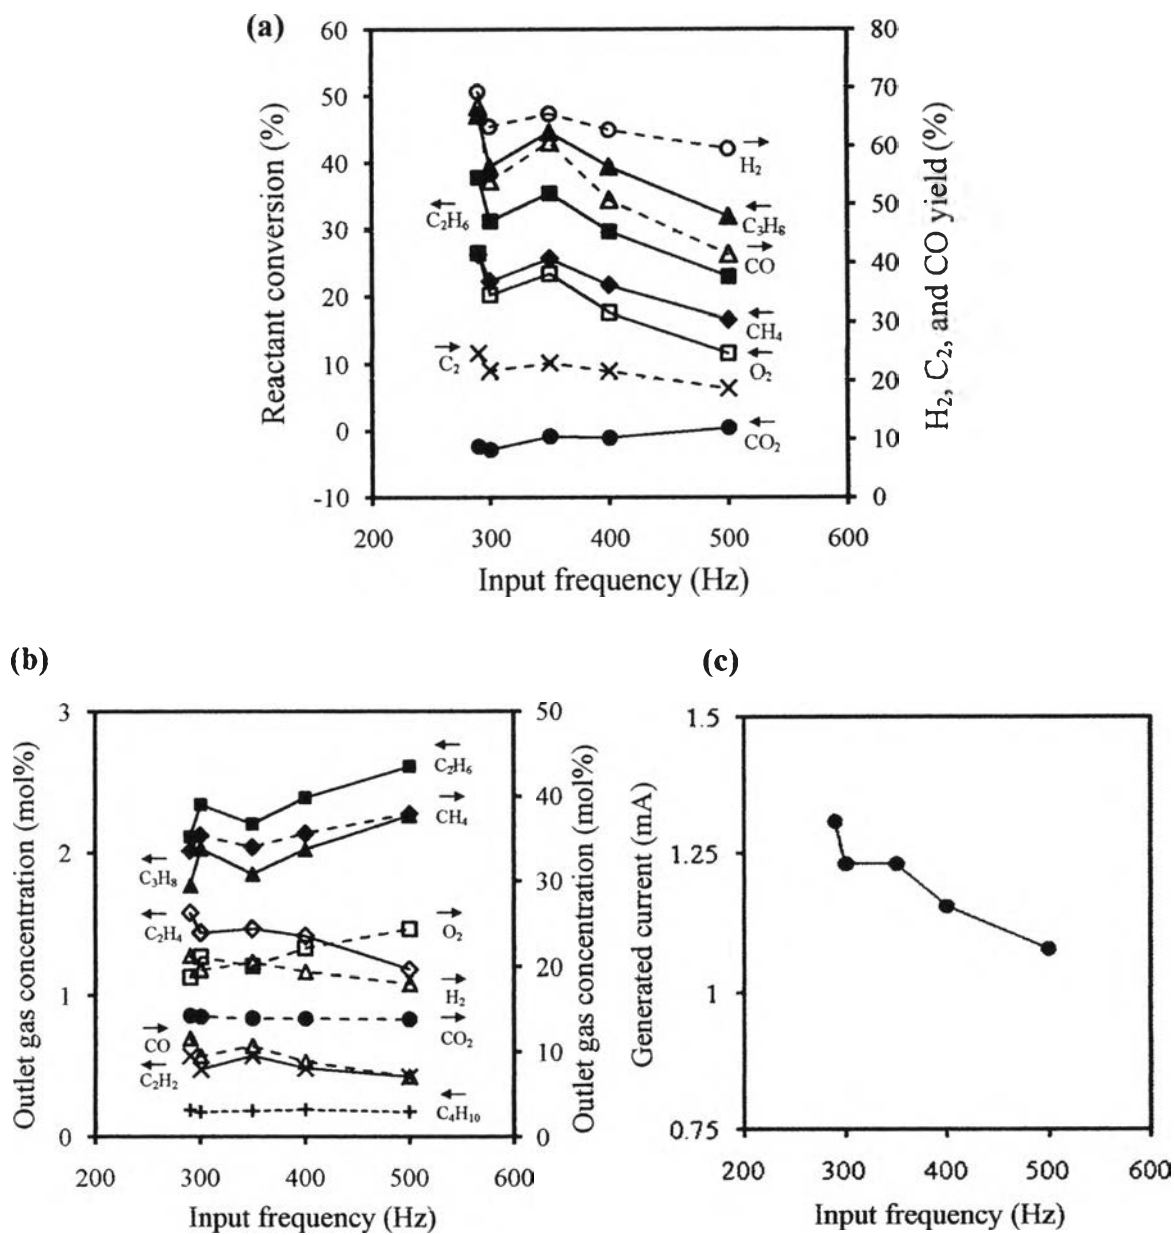 (a)
60
50
40
30
20
10
0
-10
80
70
60
50
40
30
20
10
0
200 300 400 500 600
Reactant conversion (%)
H₂, C₂, and CO yield (%)
Input frequency (Hz)
H₂
C₂H₆
C₃H₈
CO
CH₄
C₂
O₂
CO₂
(b)
3
2
1
0
50
40
30
20
10
0
200 300 400 500 600
Outlet gas concentration (mol%)
Outlet gas concentration (mol%)
Input frequency (Hz)
C₂H₆
CH₄
C₃H₈
C₂H₄
O₂
H₂
CO
CO₂
C₂H₂
C₄H₁₀
(c)
1.5
1.25
1
0.75
200 300 400 500 600
Generated current (mA)
Input frequency (Hz)